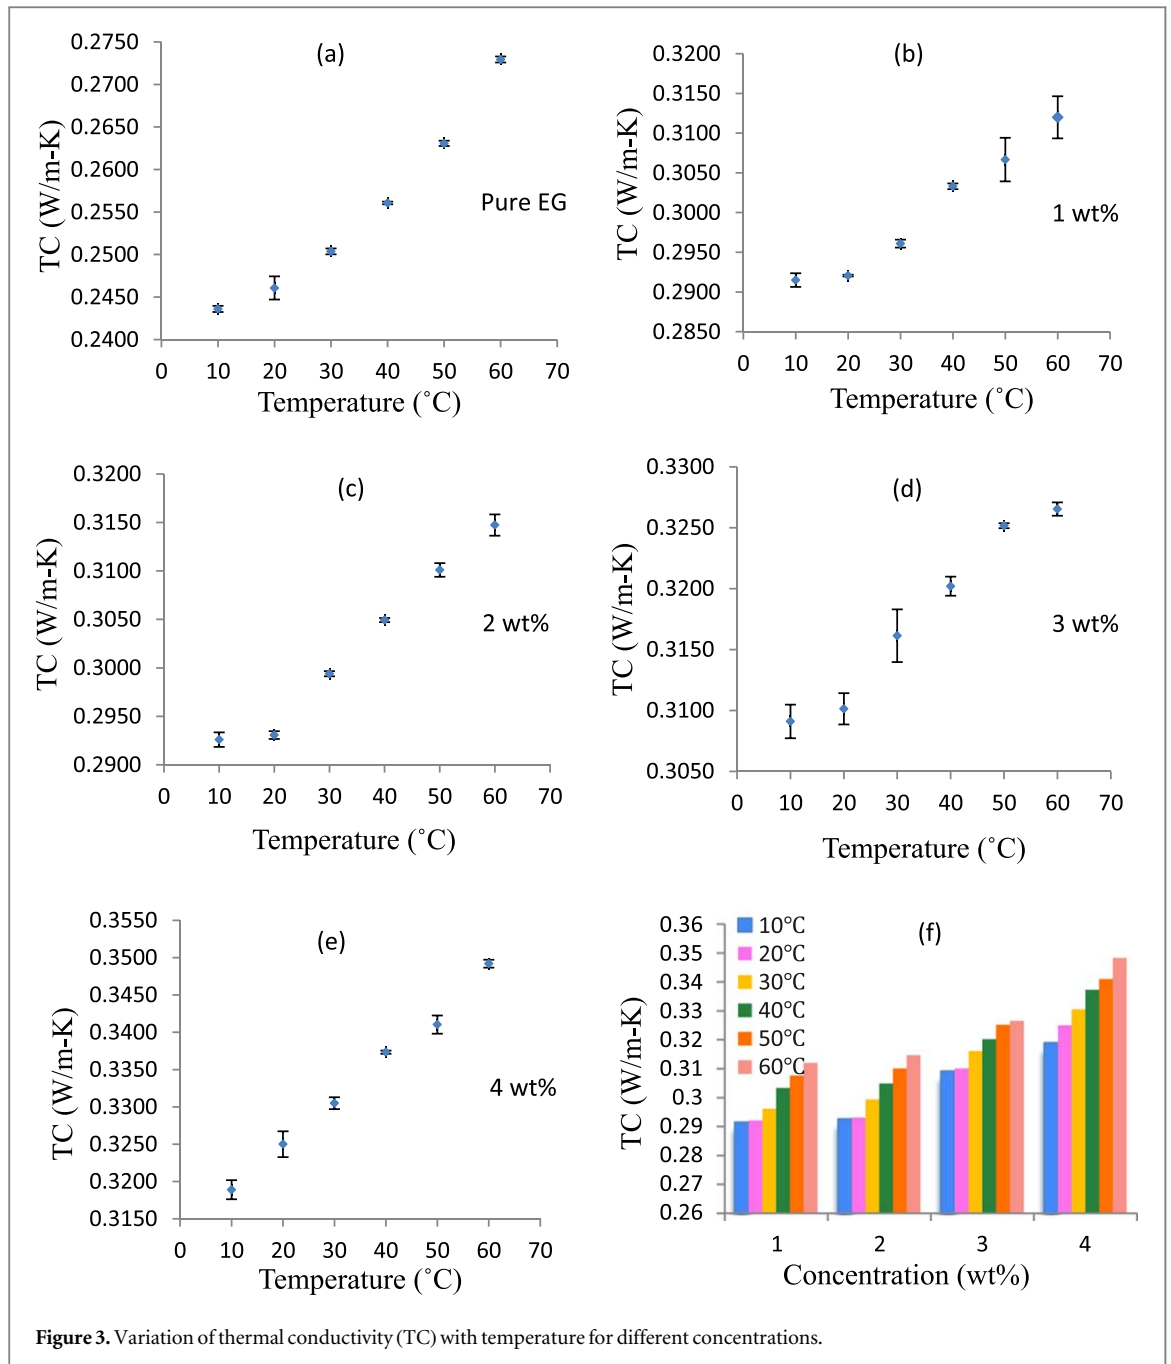 (a)
0.2750
0.2700
0.2650
0.2600
0.2550
0.2500
0.2450
0.2400
TC (W/m-K)
Pure EG
0 10 20 30 40 50 60 70
Temperature (˚C)
(b)
0.3200
0.3150
0.3100
0.3050
0.3000
0.2950
0.2900
0.2850
TC (W/m-K)
1 wt%
0 10 20 30 40 50 60 70
Temperature (˚C)
(c)
0.3200
0.3150
0.3100
0.3050
0.3000
0.2950
0.2900
TC (W/m-K)
2 wt%
0 10 20 30 40 50 60 70
Temperature (˚C)
(d)
0.3300
0.3250
0.3200
0.3150
0.3100
0.3050
TC (W/m-K)
3 wt%
0 10 20 30 40 50 60 70
Temperature (˚C)
(e)
0.3550
0.3500
0.3450
0.3400
0.3350
0.3300
0.3250
0.3200
0.3150
TC (W/m-K)
4 wt%
0 10 20 30 40 50 60 70
Temperature (˚C)
(f)
0.36
0.35
0.34
0.33
0.32
0.31
0.3
0.29
0.28
0.27
0.26
TC (W/m-K)
10°C
20°C
30°C
40°C
50°C
60°C
1 2 3 4
Concentration (wt%)
Figure 3. Variation of thermal conductivity (TC) with temperature for different concentrations.